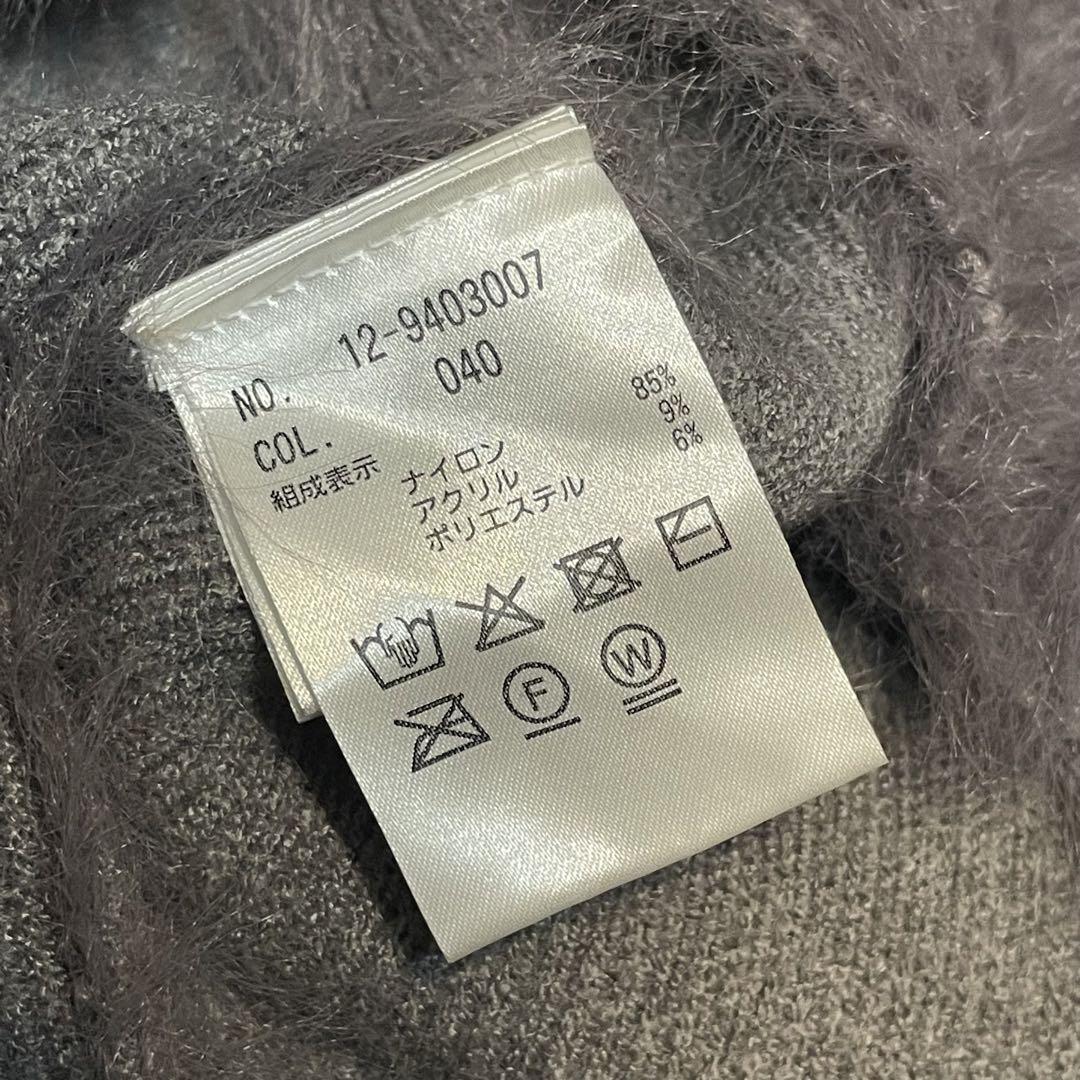 NO. 12-9403007
COL. 040
組成表示 ナイロン 85%
アクリル 9%
ポリエステル 6%
F
W